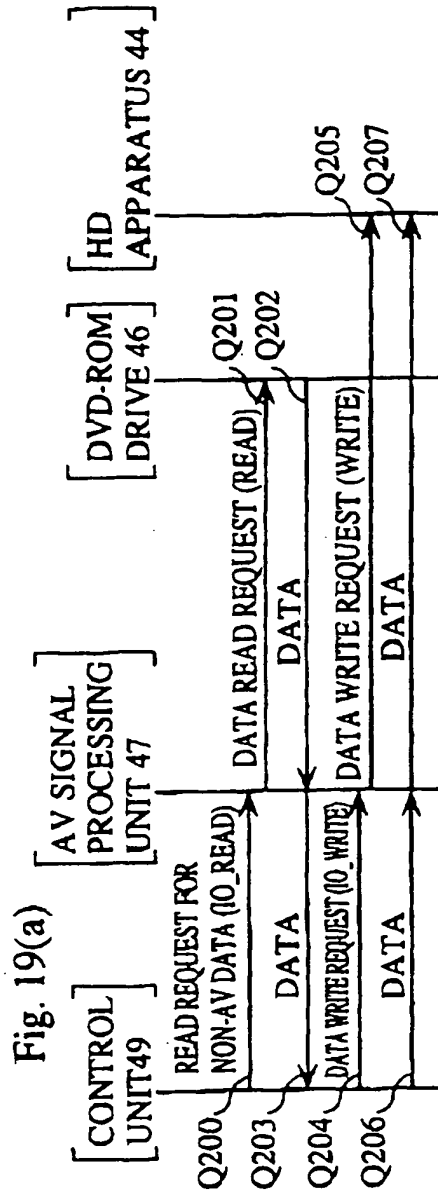 Fig. 19(a)
CONTROL
UNIT49
AV SIGNAL
PROCESSING
UNIT 47
DVD-ROM
DRIVE 46
HD
APPARATUS 44
Q200
READ REQUEST FOR
NON-AV DATA (IO_READ)
DATA READ REQUEST (READ)
Q201
Q203
DATA
DATA
Q202
Q204
DATA WRITE REQUEST (IO_WRITE)
DATA WRITE REQUEST (WRITE)
Q205
Q206
DATA
DATA
Q207